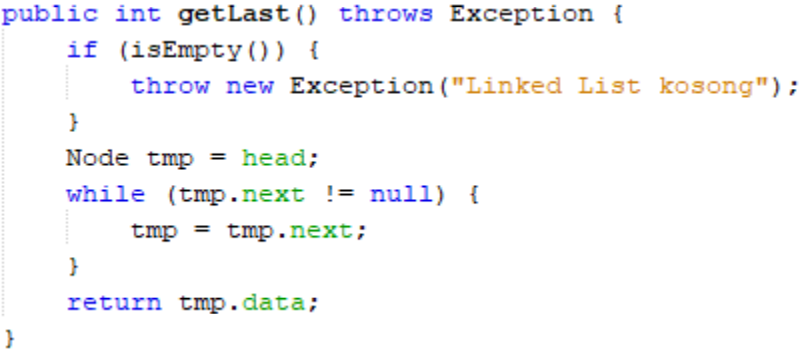 public int getLast() throws Exception {
    if (isEmpty()) {
        throw new Exception("Linked List kosong");
    }
    Node tmp = head;
    while (tmp.next != null) {
        tmp = tmp.next;
    }
    return tmp.data;
}